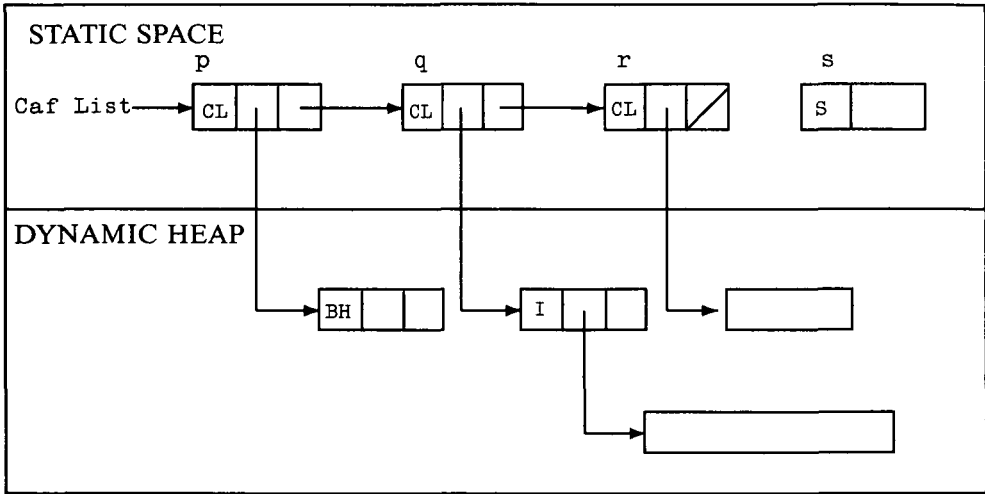 STATIC SPACE
p q r s
Caf List CL CL CL S
DYNAMIC HEAP
BH I